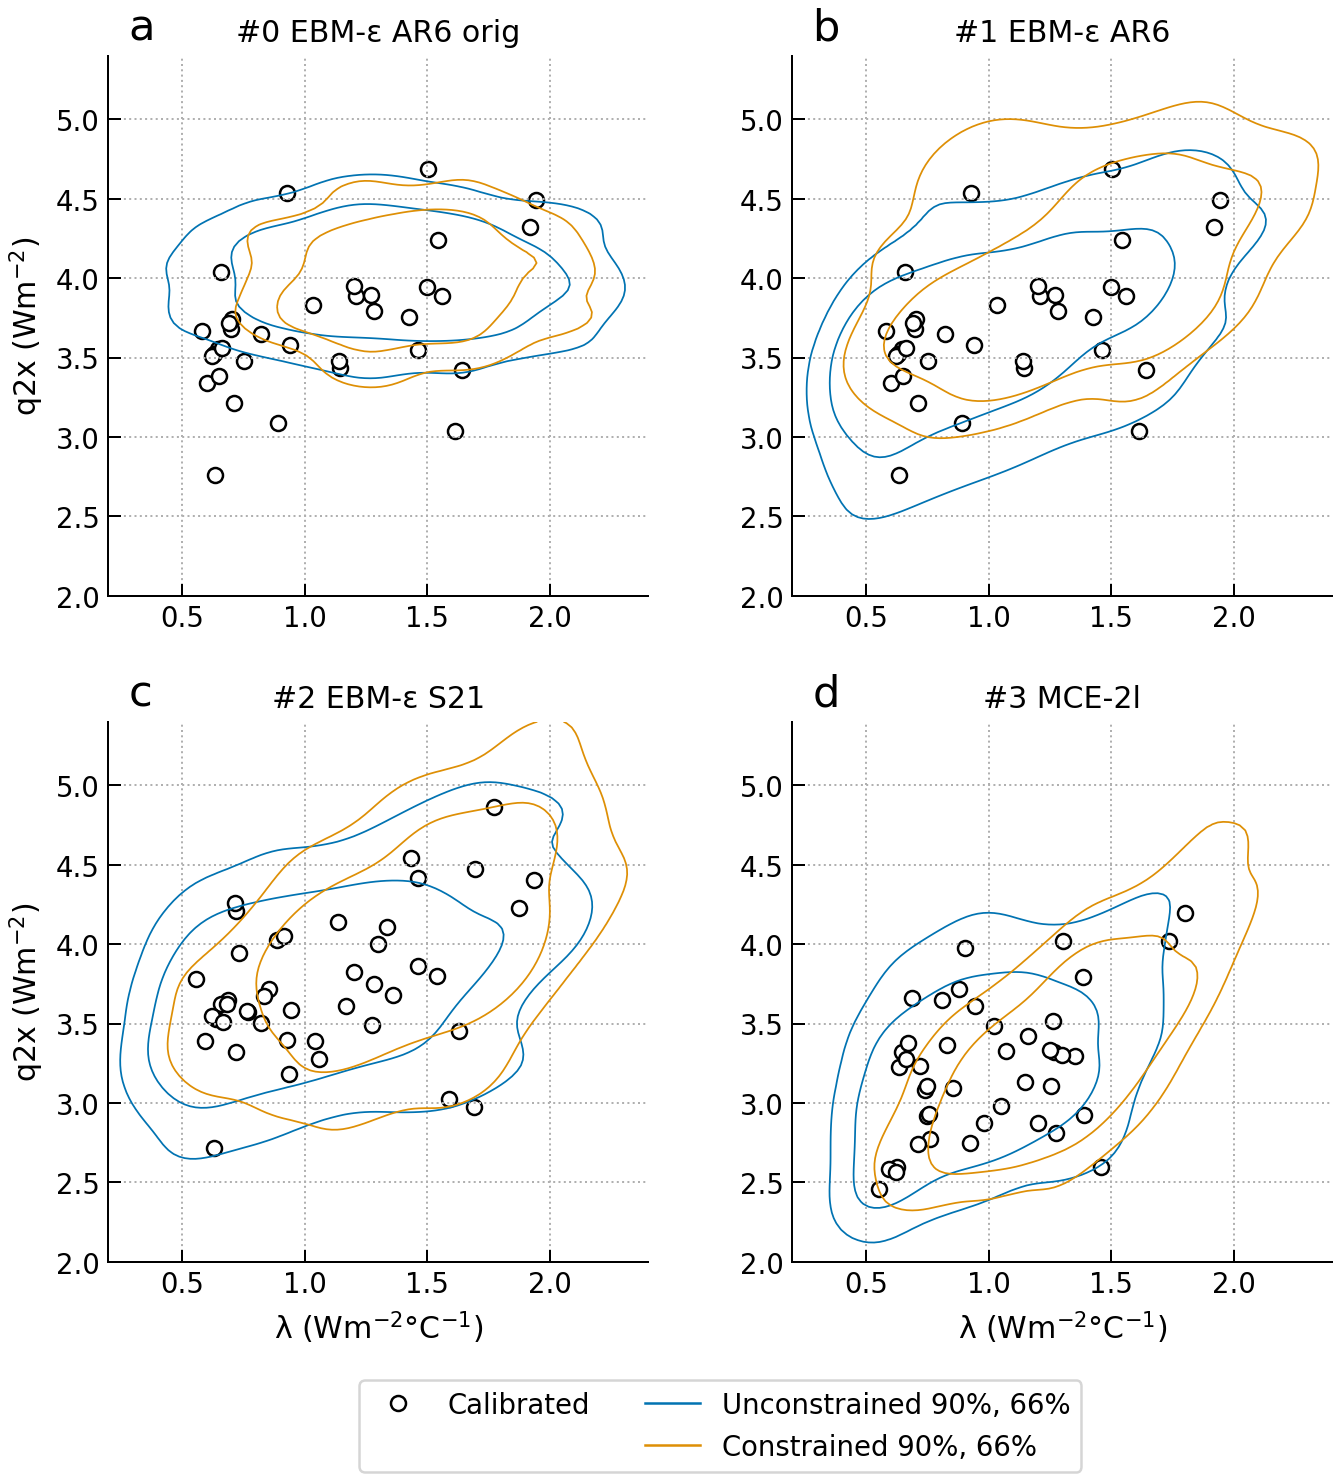 a
#0 EBM-ε AR6 orig
b
#1 EBM-ε AR6
5.0
4.5
4.0
3.5
3.0
2.5
2.0
q2x (Wm⁻²)
0.5 1.0 1.5 2.0
5.0
4.5
4.0
3.5
3.0
2.5
2.0
0.5 1.0 1.5 2.0
c
#2 EBM-ε S21
d
#3 MCE-2l
5.0
4.5
4.0
3.5
3.0
2.5
2.0
q2x (Wm⁻²)
0.5 1.0 1.5 2.0
λ (Wm⁻²°C⁻¹)
5.0
4.5
4.0
3.5
3.0
2.5
2.0
0.5 1.0 1.5 2.0
λ (Wm⁻²°C⁻¹)
Calibrated
Unconstrained 90%, 66%
Constrained 90%, 66%